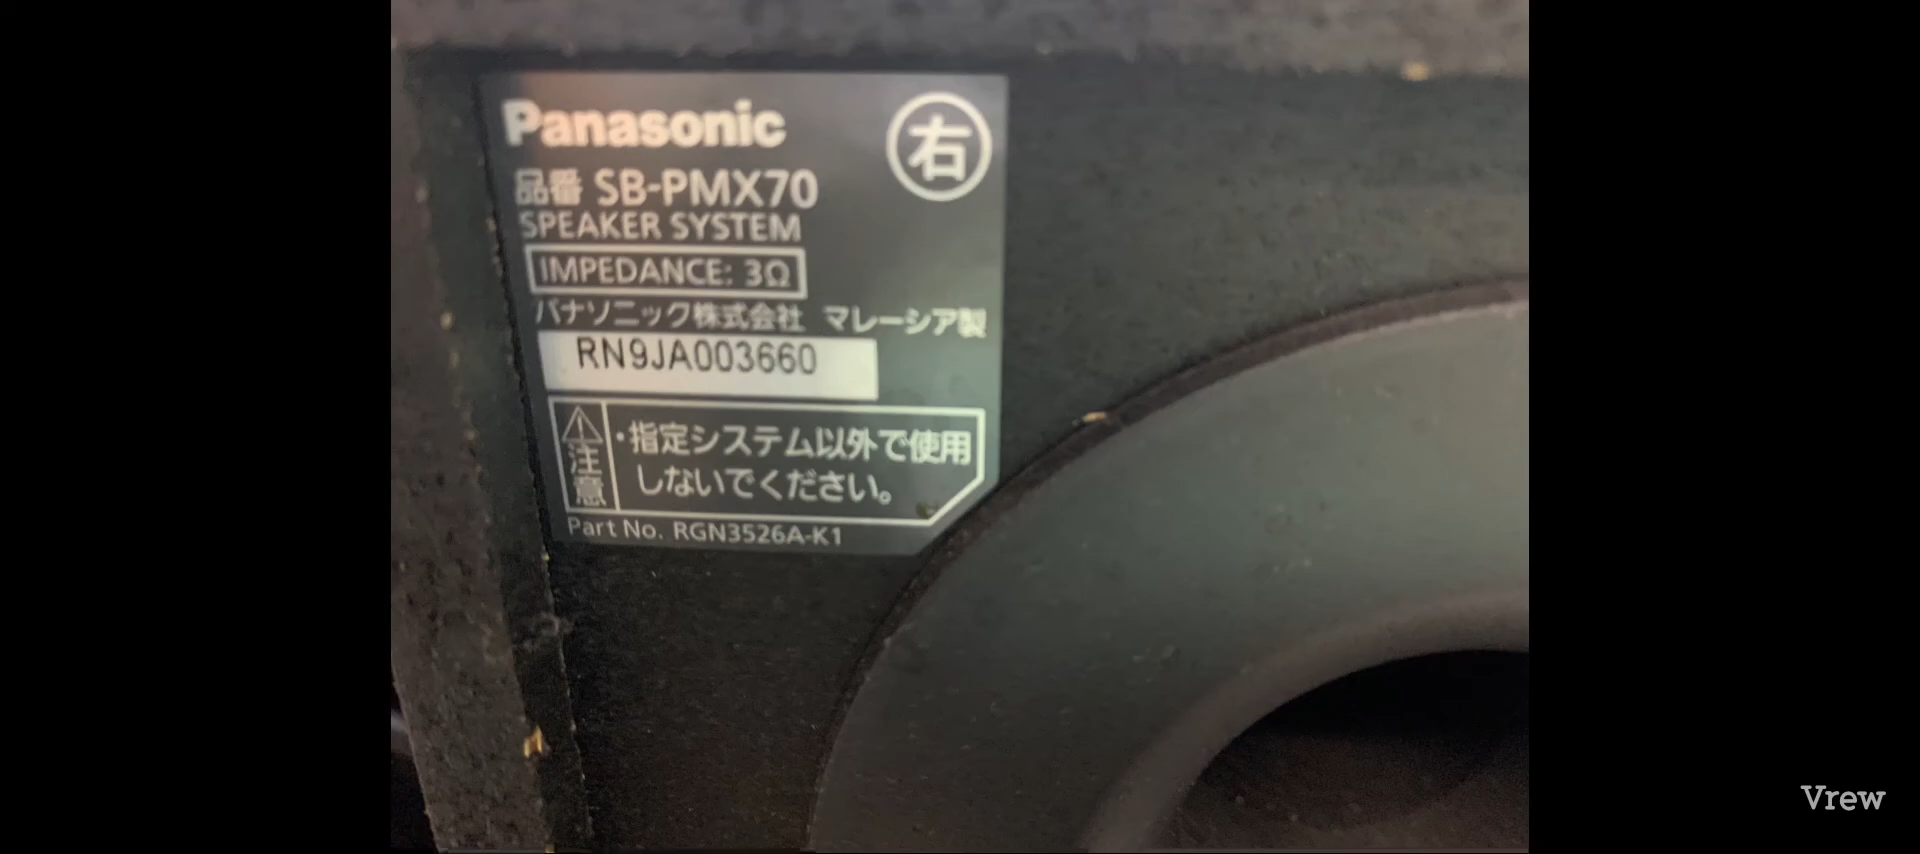 Panasonic
右
品番 SB-PMX70
SPEAKER SYSTEM
IMPEDANCE: 3Ω
パナソニック株式会社 マレーシア製
RN9JA003660
注意
・指定システム以外で使用
しないでください。
Part No. RGN3526A-K1
Vrew